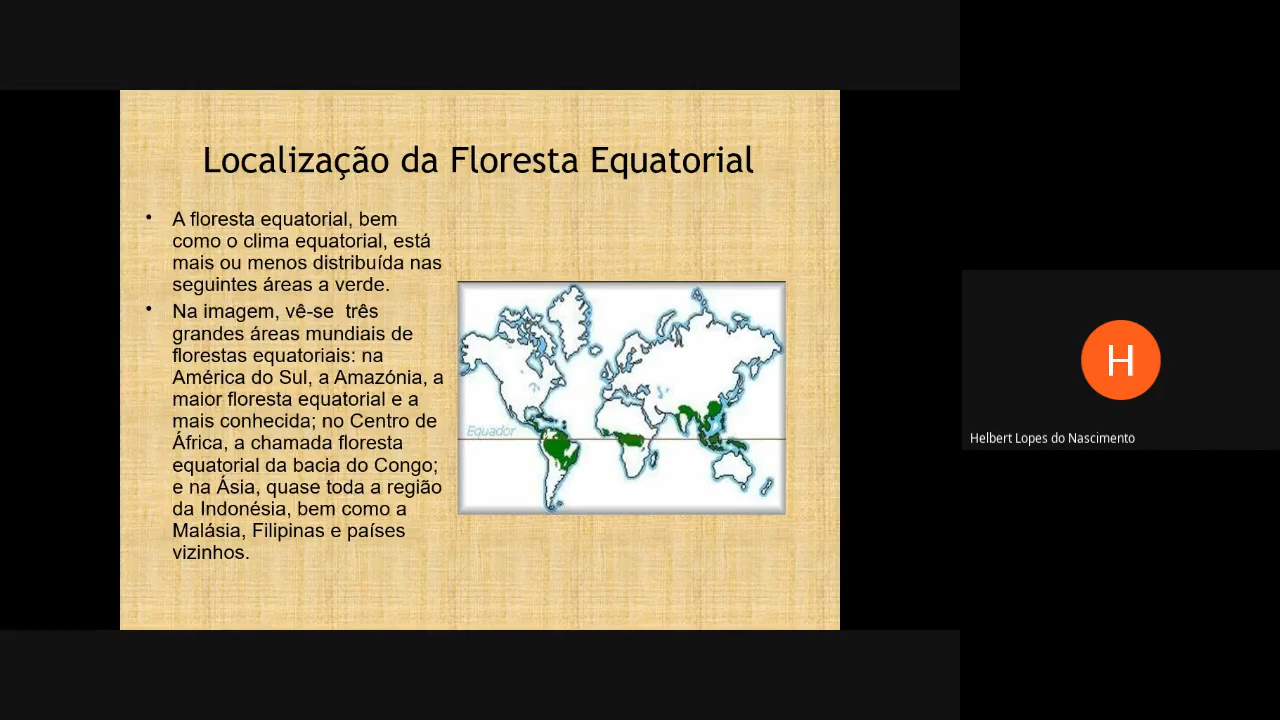 Localização da Floresta Equatorial
• A floresta equatorial, bem
como o clima equatorial, está
mais ou menos distribuída nas
seguintes áreas a verde.
• Na imagem, vê-se três
grandes áreas mundiais de
florestas equatoriais: na
América do Sul, a Amazónia, a
maior floresta equatorial e a
mais conhecida; no Centro de
África, a chamada floresta
equatorial da bacia do Congo;
e na Ásia, quase toda a região
da Indonésia, bem como a
Malásia, Filipinas e países
vizinhos.
Equador
H
Helbert Lopes do Nascimento